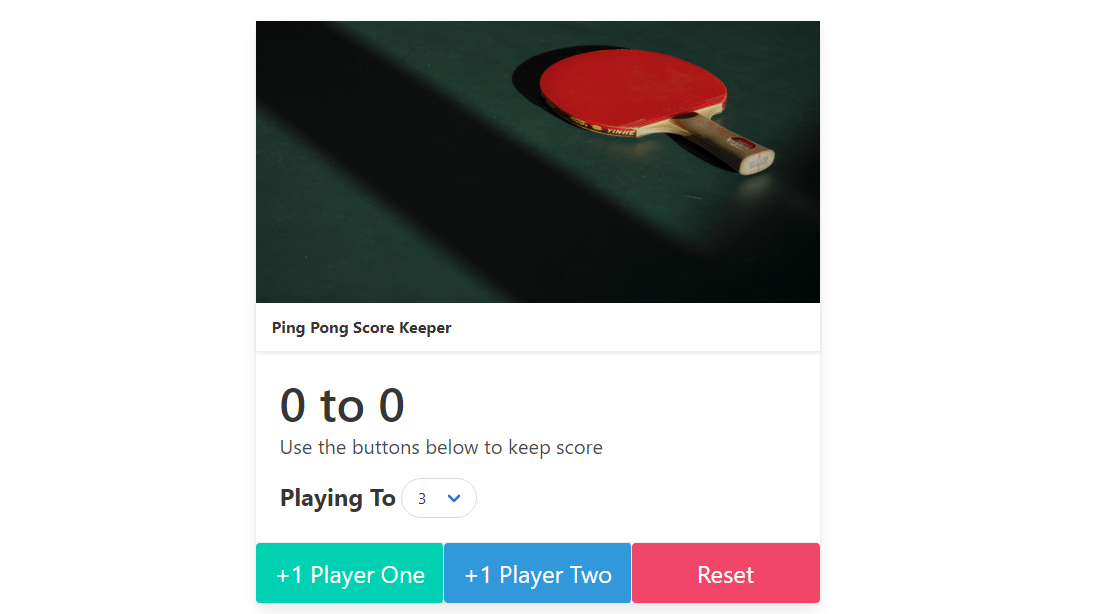 YINHE
Ping Pong Score Keeper
0 to 0
Use the buttons below to keep score
Playing To 3
+1 Player One
+1 Player Two
Reset